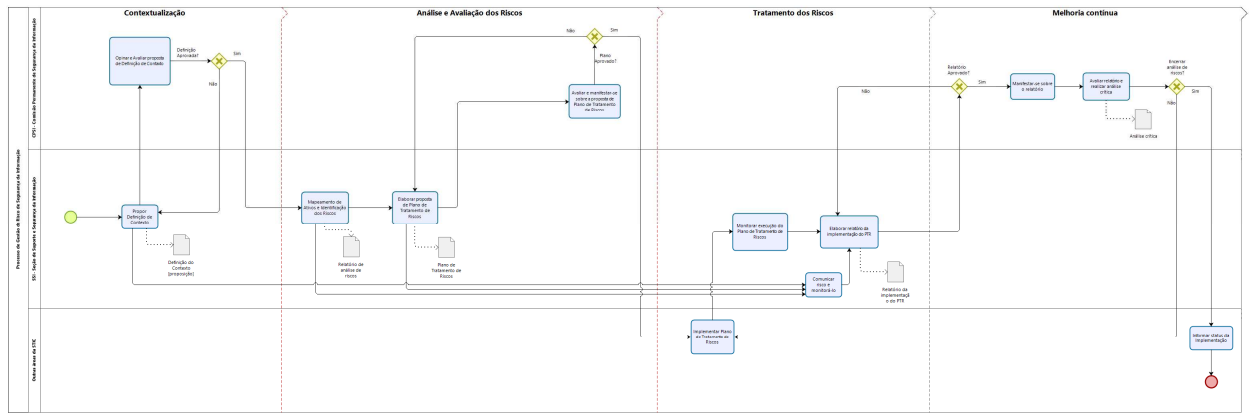 Contextualização
Análise e Avaliação dos Riscos
Tratamento dos Riscos
Melhoria contínua
Processo de Gestão de Risco de Segurança da Informação
CPSI - Comissão Permanente de Segurança da Informação
Opinar e Avaliar proposta
de Definição de Contexto
Definição
Aprovada?
Sim
Não
Não
Sim
Plano
Aprovado?
Avaliar e manifestar-se
sobre a proposta de
Plano de Tratamento
de Riscos
Relatório
Aprovado?
Não
Sim
Manifestar-se sobre
o relatório
Avaliar relatório e
realizar análise
crítica
Análise crítica
Encerrar
análise de
riscos?
Sim
Não
SSI - Seção de Suporte e Segurança da Informação
Propor
Definição de
Contexto
Definição do
Contexto
(proposição)
Mapeamento de
Ativos e Identificação
dos Riscos
Relatório de
análise de
riscos
Elaborar proposta
de Plano de
Tratamento de
Riscos
Plano de
Tratamento de
Riscos
Monitorar execução do
Plano de Tratamento de
Riscos
Elaborar relatório da
Implementação do PTR
Comunicar
risco e
monitorá-lo
Relatório da
Implementaçã
o do PTR
Outras áreas da STIC
Implementar Plano
de Tratamento de
Riscos
Informar status da
Implementação